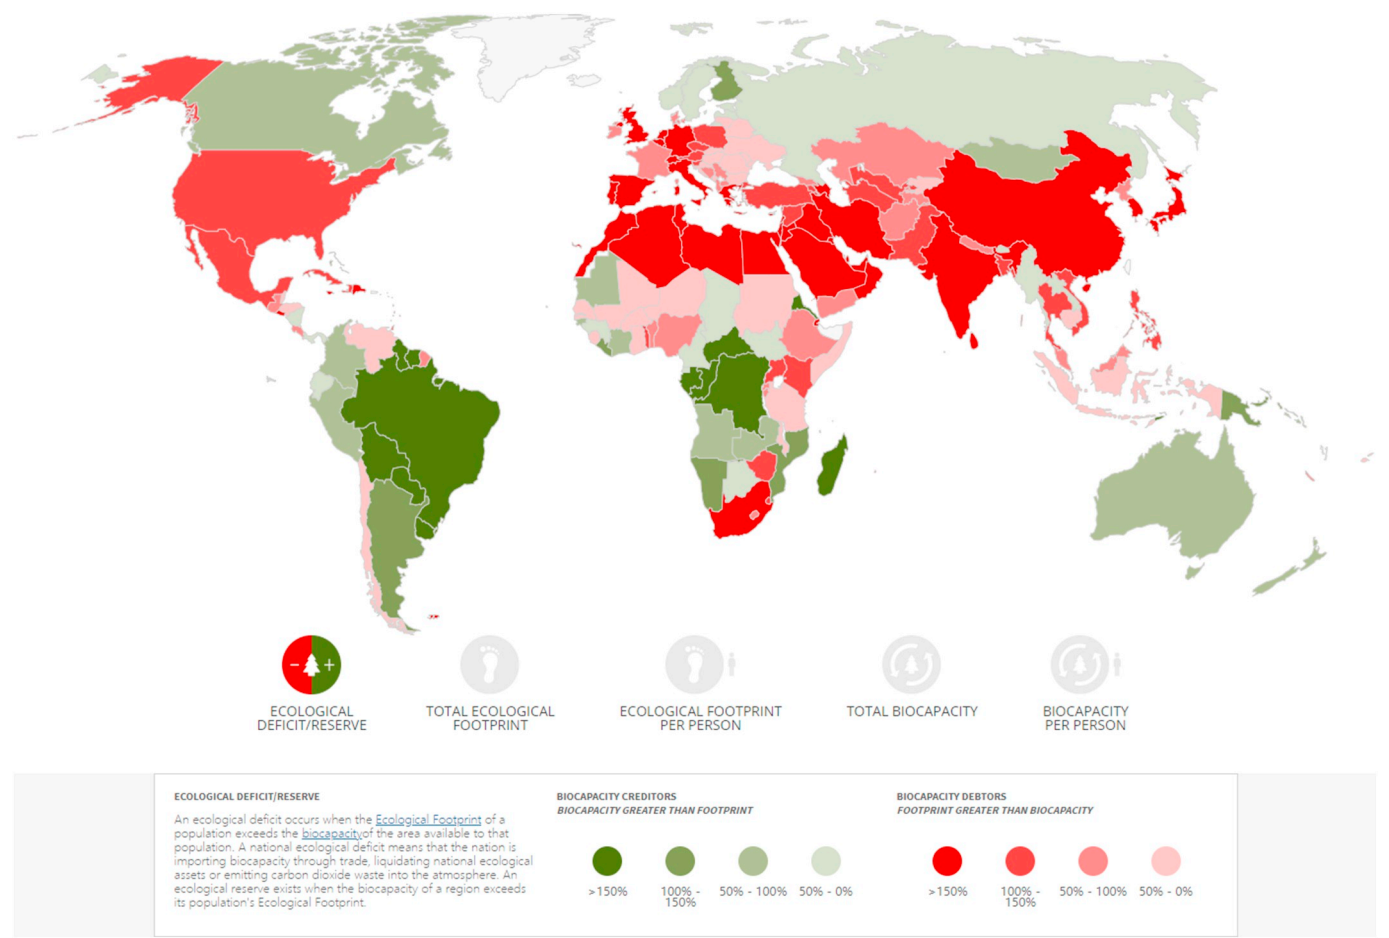 ECOLOGICAL
DEFICIT/RESERVE
TOTAL ECOLOGICAL
FOOTPRINT
ECOLOGICAL FOOTPRINT
PER PERSON
TOTAL BIOCAPACITY
BIOCAPACITY
PER PERSON
ECOLOGICAL DEFICIT/RESERVE
An ecological deficit occurs when the Ecological Footprint of a
population exceeds the biocapacityof the area available to that
population. A national ecological deficit means that the nation is
importing biocapacity through trade, liquidating national ecological
assets or emitting carbon dioxide waste into the atmosphere. An
ecological reserve exists when the biocapacity of a region exceeds
its population's Ecological Footprint.
BIOCAPACITY CREDITORS
BIOCAPACITY GREATER THAN FOOTPRINT
>150%
100% -
150%
50% - 100%
50% - 0%
BIOCAPACITY DEBTORS
FOOTPRINT GREATER THAN BIOCAPACITY
>150%
100% -
150%
50% - 100%
50% - 0%